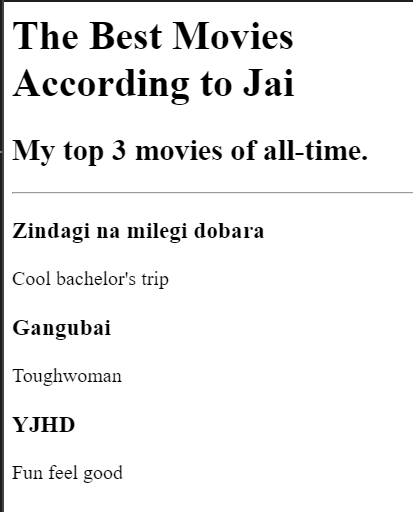 The Best Movies
According to Jai
My top 3 movies of all-time.
Zindagi na milegi dobara
Cool bachelor's trip
Gangubai
Toughwoman
YJHD
Fun feel good